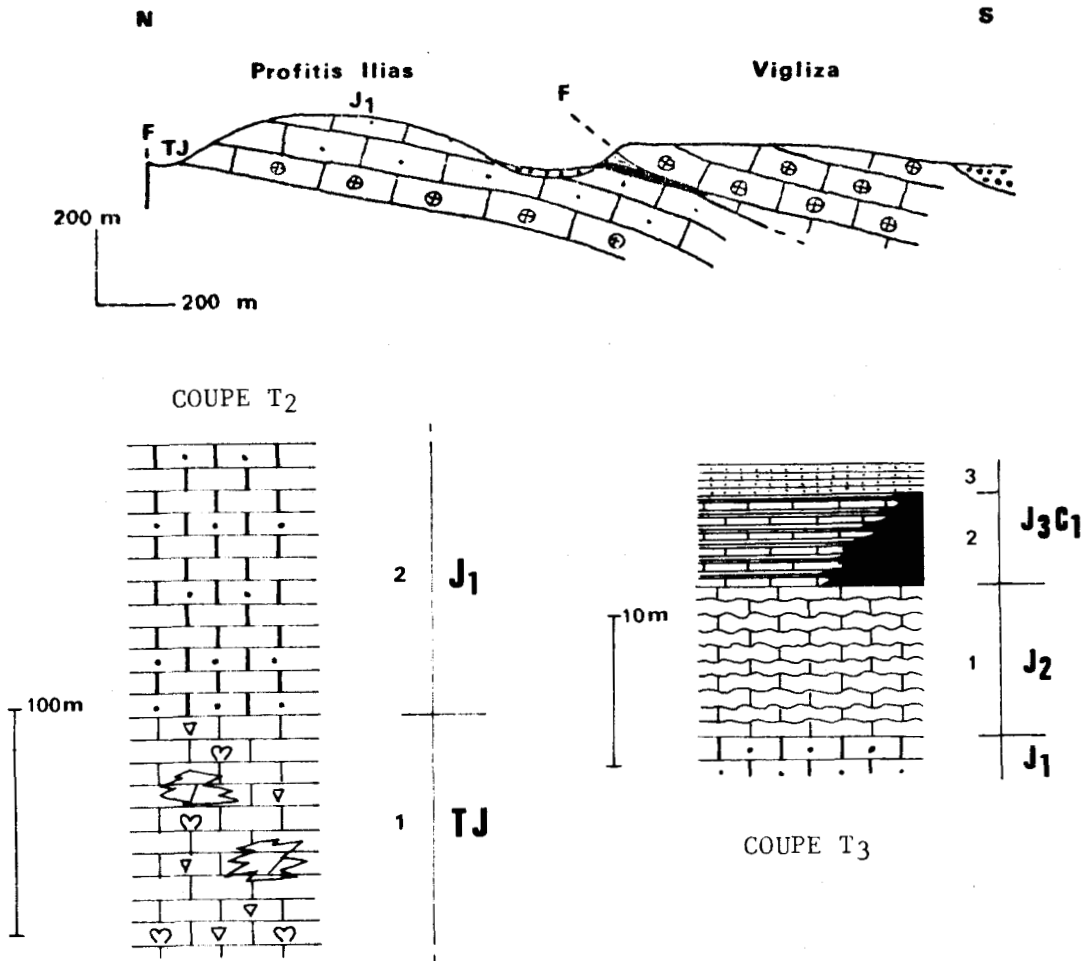 N S
Profitis Ilias Vigliza
J1
F
F
TJ
200 m
200 m
COUPE T2
3
J3C1
2
2 J1
10m
1 J2
100m
J1
1 TJ
COUPE T3